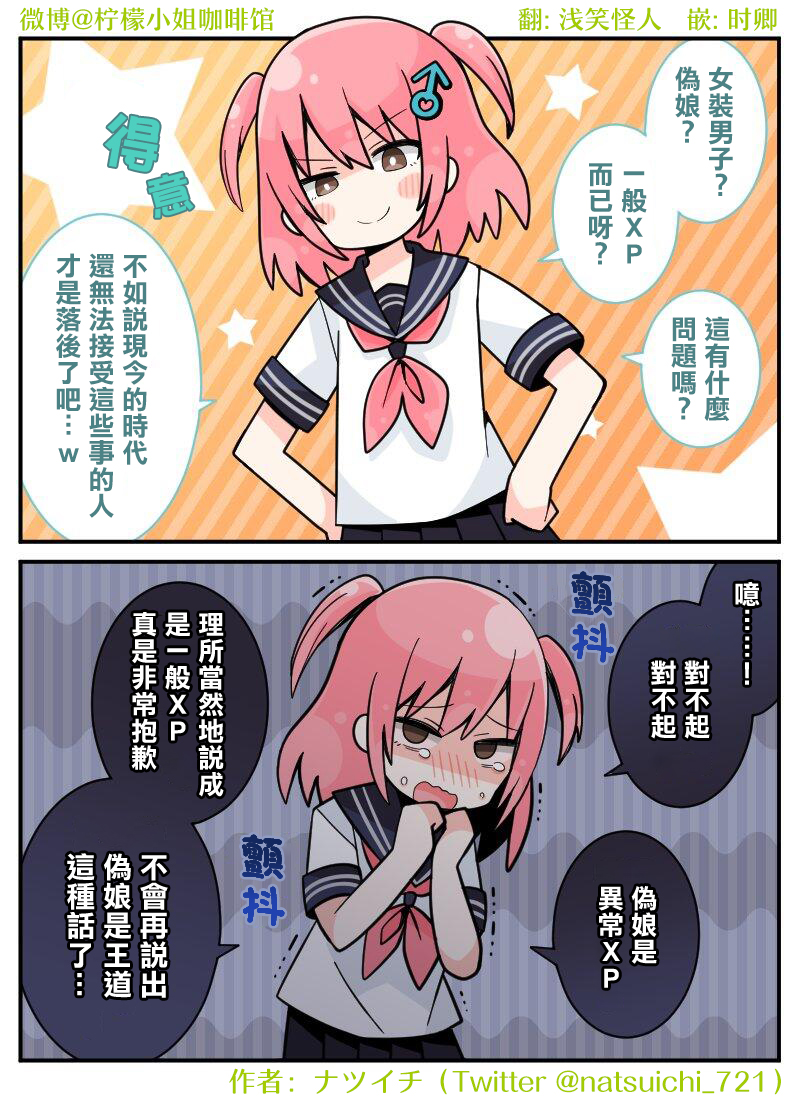 微博@柠檬小姐咖啡馆
翻: 浅笑怪人 嵌: 时卿
女裝男子？
偽娘？
一般XP
而已呀？
這有什麼
問題嗎？
得意
不如説現今的時代
還無法接受這些事的人
才是落後了吧…w
噫……！
對不起
對不起
顫抖
理所當然地説成
是一般XP
真是非常抱歉
偽娘是
異常XP
顫抖
不會再説出
偽娘是王道
這種話了…
作者：ナツイチ（Twitter @natsuichi_721）